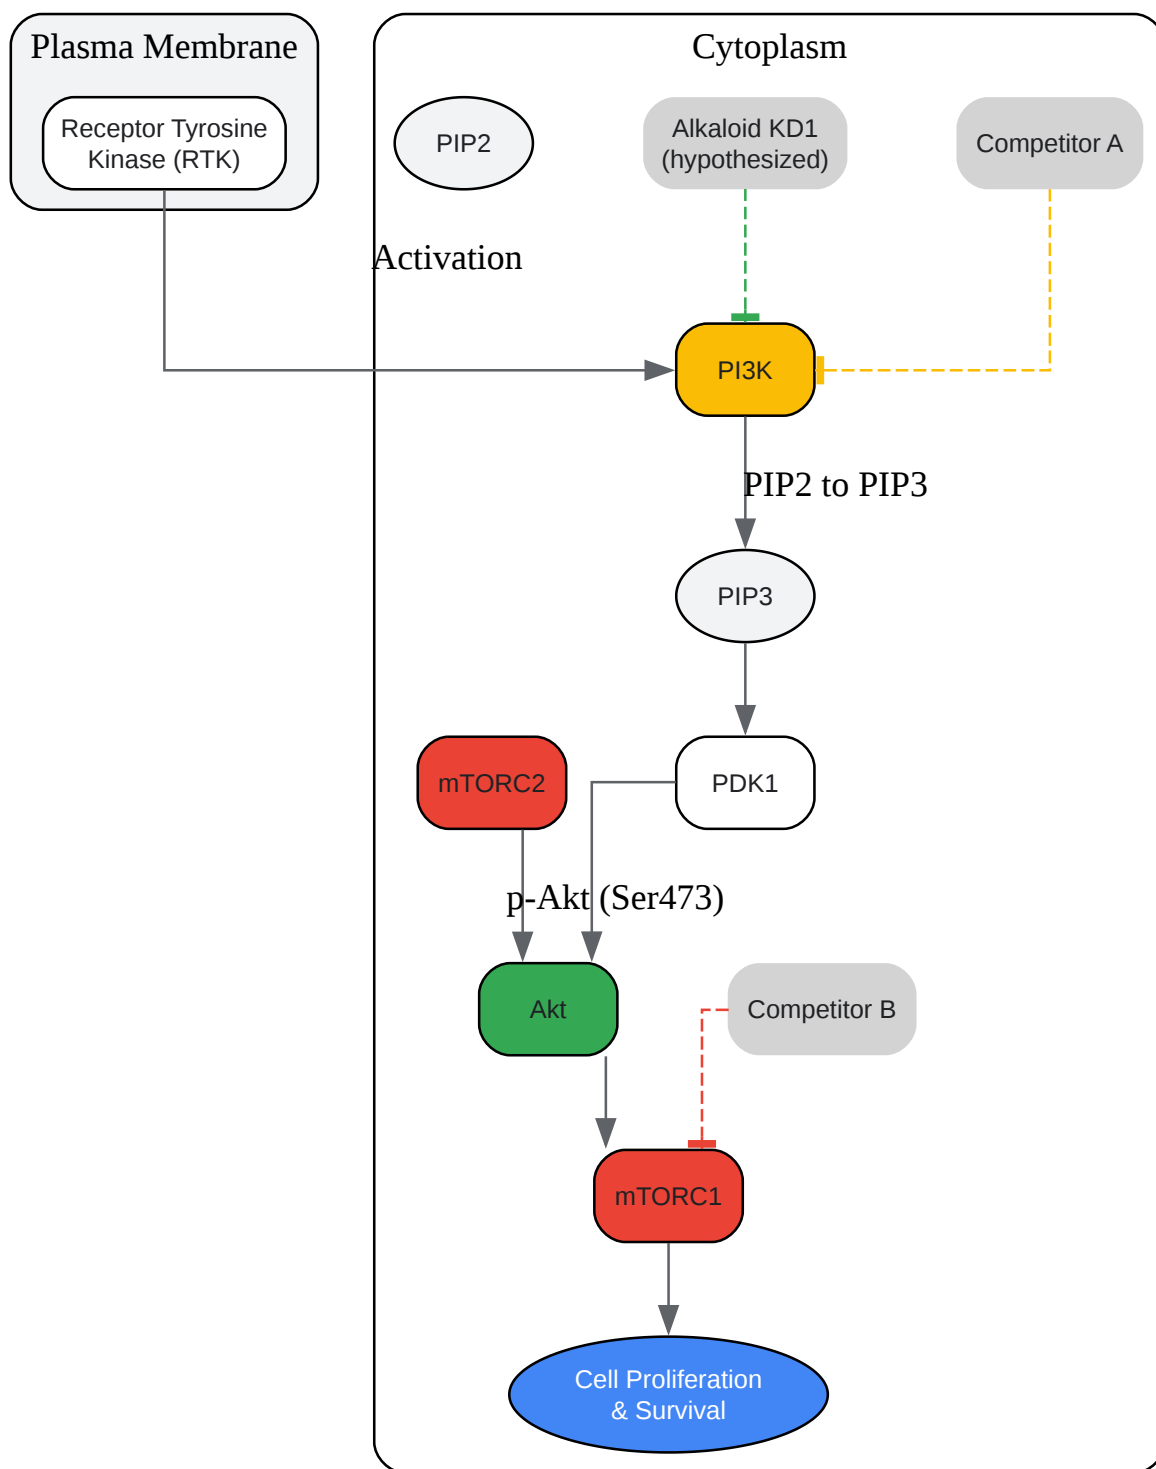 Plasma Membrane
Cytoplasm
Receptor Tyrosine
Kinase (RTK)
PIP2
Alkaloid KD1
(hypothesized)
Competitor A
Activation
PI3K
PIP2 to PIP3
PIP3
mTORC2
PDK1
p-Akt (Ser473)
Akt
Competitor B
mTORC1
Cell Proliferation
& Survival